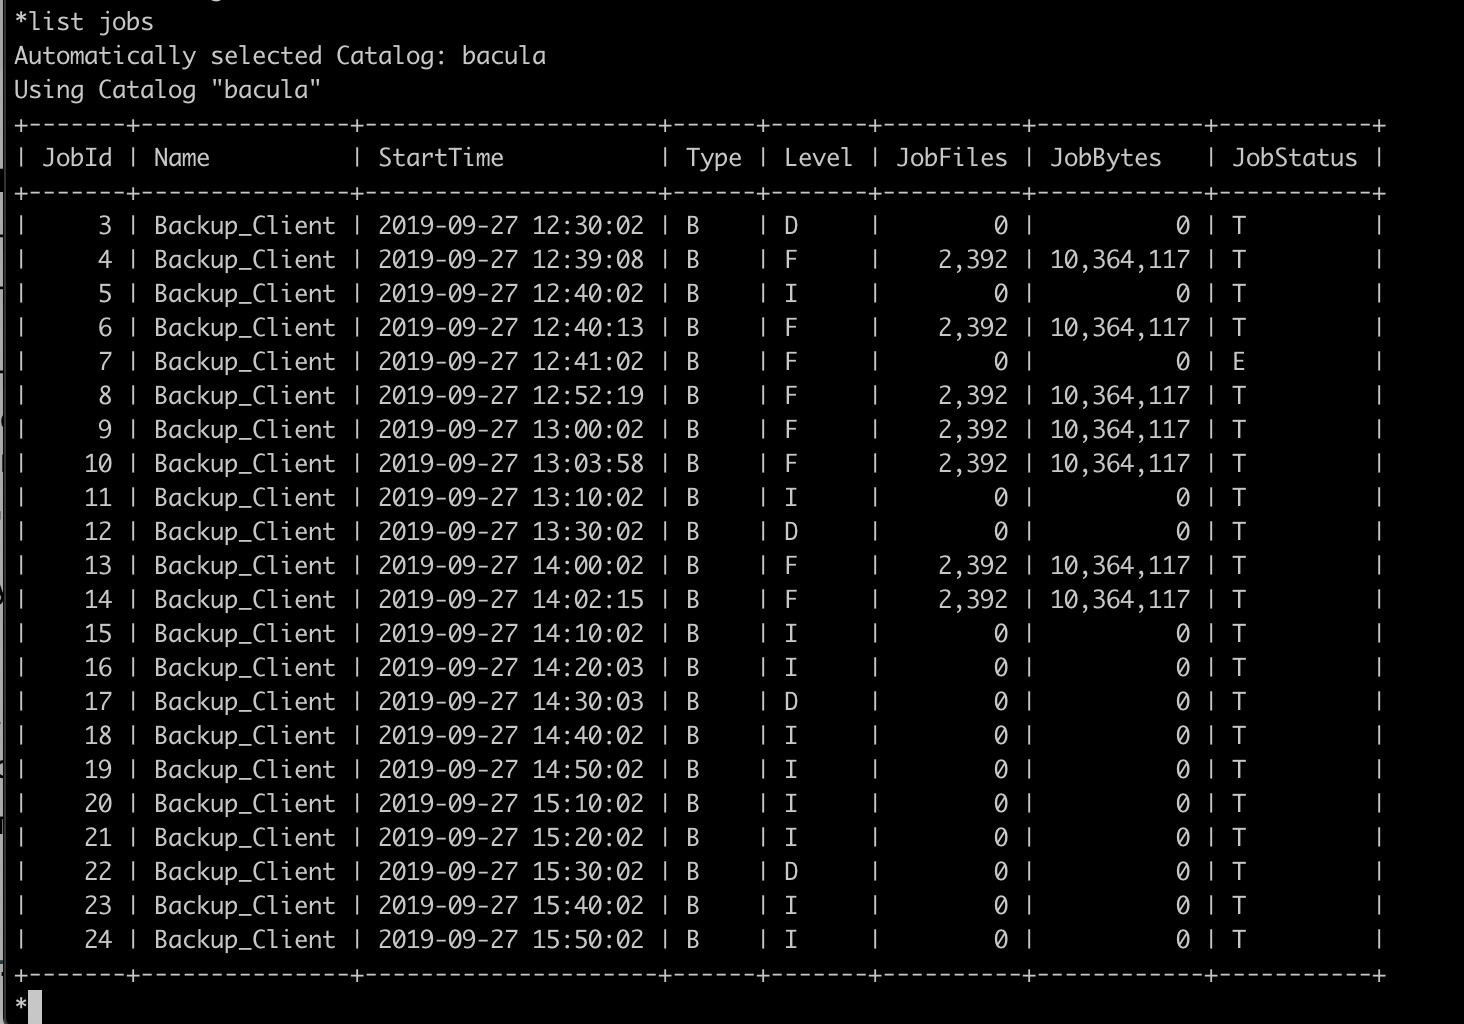 *list jobs
Automatically selected Catalog: bacula
Using Catalog "bacula"
+-------+---------------+---------------------+------+-------+----------+------------+-----------+
| JobId | Name          | StartTime           | Type | Level | JobFiles | JobBytes   | JobStatus |
+-------+---------------+---------------------+------+-------+----------+------------+-----------+
|     3 | Backup_Client | 2019-09-27 12:30:02 | B    | D     |        0 |          0 | T         |
|     4 | Backup_Client | 2019-09-27 12:39:08 | B    | F     |    2,392 | 10,364,117 | T         |
|     5 | Backup_Client | 2019-09-27 12:40:02 | B    | I     |        0 |          0 | T         |
|     6 | Backup_Client | 2019-09-27 12:40:13 | B    | F     |    2,392 | 10,364,117 | T         |
|     7 | Backup_Client | 2019-09-27 12:41:02 | B    | F     |        0 |          0 | E         |
|     8 | Backup_Client | 2019-09-27 12:52:19 | B    | F     |    2,392 | 10,364,117 | T         |
|     9 | Backup_Client | 2019-09-27 13:00:02 | B    | F     |    2,392 | 10,364,117 | T         |
|    10 | Backup_Client | 2019-09-27 13:03:58 | B    | F     |    2,392 | 10,364,117 | T         |
|    11 | Backup_Client | 2019-09-27 13:10:02 | B    | I     |        0 |          0 | T         |
|    12 | Backup_Client | 2019-09-27 13:30:02 | B    | D     |        0 |          0 | T         |
|    13 | Backup_Client | 2019-09-27 14:00:02 | B    | F     |    2,392 | 10,364,117 | T         |
|    14 | Backup_Client | 2019-09-27 14:02:15 | B    | F     |    2,392 | 10,364,117 | T         |
|    15 | Backup_Client | 2019-09-27 14:10:02 | B    | I     |        0 |          0 | T         |
|    16 | Backup_Client | 2019-09-27 14:20:03 | B    | I     |        0 |          0 | T         |
|    17 | Backup_Client | 2019-09-27 14:30:03 | B    | D     |        0 |          0 | T         |
|    18 | Backup_Client | 2019-09-27 14:40:02 | B    | I     |        0 |          0 | T         |
|    19 | Backup_Client | 2019-09-27 14:50:02 | B    | I     |        0 |          0 | T         |
|    20 | Backup_Client | 2019-09-27 15:10:02 | B    | I     |        0 |          0 | T         |
|    21 | Backup_Client | 2019-09-27 15:20:02 | B    | I     |        0 |          0 | T         |
|    22 | Backup_Client | 2019-09-27 15:30:02 | B    | D     |        0 |          0 | T         |
|    23 | Backup_Client | 2019-09-27 15:40:02 | B    | I     |        0 |          0 | T         |
|    24 | Backup_Client | 2019-09-27 15:50:02 | B    | I     |        0 |          0 | T         |
+-------+---------------+---------------------+------+-------+----------+------------+-----------+
*